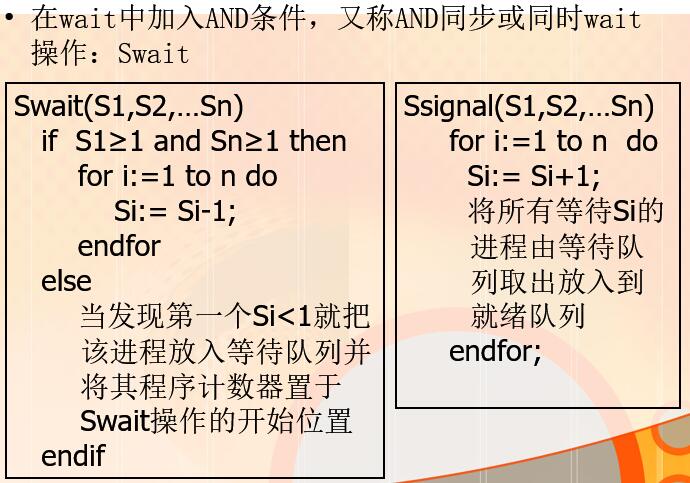 • 在wait中加入AND条件，又称AND同步或同时wait
操作：Swait
Swait(S1,S2,…Sn)
if S1≥1 and Sn≥1 then
for i:=1 to n do
Si:= Si-1;
endfor
else
当发现第一个Si<1就把
该进程放入等待队列并
将其程序计数器置于
Swait操作的开始位置
endif
Ssignal(S1,S2,…Sn)
for i:=1 to n do
Si:= Si+1;
将所有等待Si的
进程由等待队
列取出放入到
就绪队列
endfor;